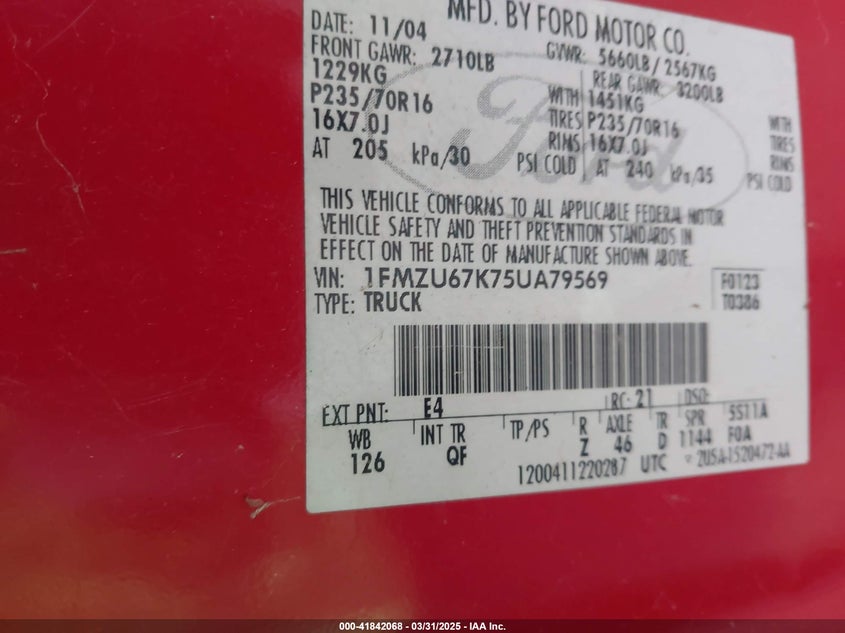 MFD. BY FORD MOTOR CO.
DATE: 11/04 GVWR: 5660LB / 2567KG
FRONT GAWR: 2710LB REAR GAWR: 3200LB
1229KG WITH 1451KG WITH
P235/70R16 TIRES P235/70R16 TIRES
16X7.0J RIMS 16X7.0J RIMS
AT 205 kPa/30 PSI COLD AT 240 kPa/35 PSI COLD
Ford
THIS VEHICLE CONFORMS TO ALL APPLICABLE FEDERAL MOTOR
VEHICLE SAFETY AND THEFT PREVENTION STANDARDS IN
EFFECT ON THE DATE OF MANUFACTURE SHOWN ABOVE.
VIN: 1FMZU67K75UA79569 F0123
TYPE: TRUCK T0386
EXT PNT: E4 RC: 21 DSO:
WB INT TR TP/PS R AXLE TR SPR 5S11A
126 QF Z 46 D 1144 F0A
1200411220287 UTC 2U5A-1520472-AA
000-41842068 - 03/31/2025 - IAA Inc.